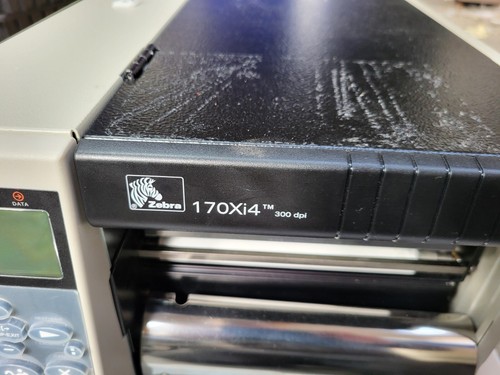 DATA
Zebra
170Xi4™
300 dpi